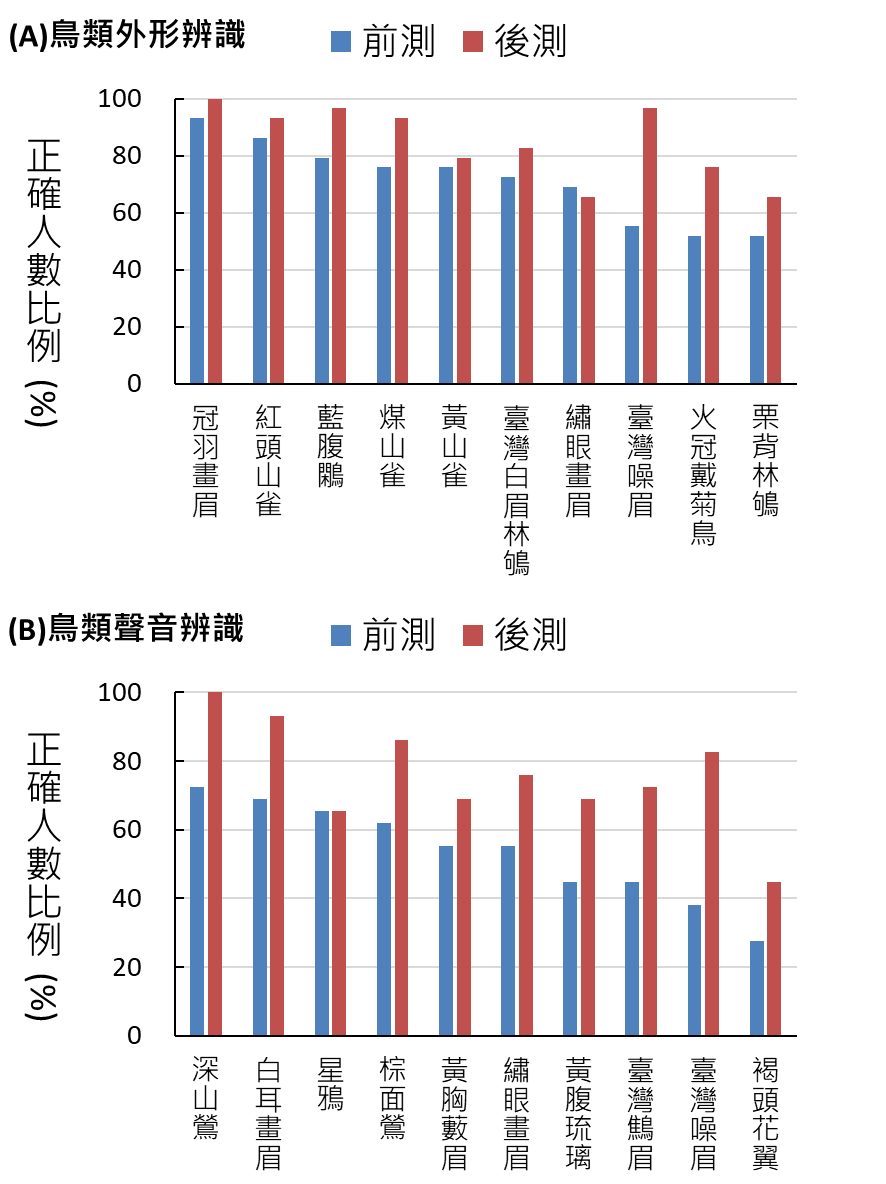 (A)鳥類外形辨識
前測 後測
正確人數比例 (%)
100
80
60
40
20
0
冠羽畫眉
紅頭山雀
藍腹鷴
煤山雀
黃山雀
臺灣白眉林鴝
繡眼畫眉
臺灣噪眉
火冠戴菊鳥
栗背林鴝
(B)鳥類聲音辨識
前測 後測
正確人數比例 (%)
100
80
60
40
20
0
深山鶯
白耳畫眉
星鴉
棕面鶯
黃胸藪眉
繡眼畫眉
黃腹琉璃
臺灣鷦眉
臺灣噪眉
褐頭花翼